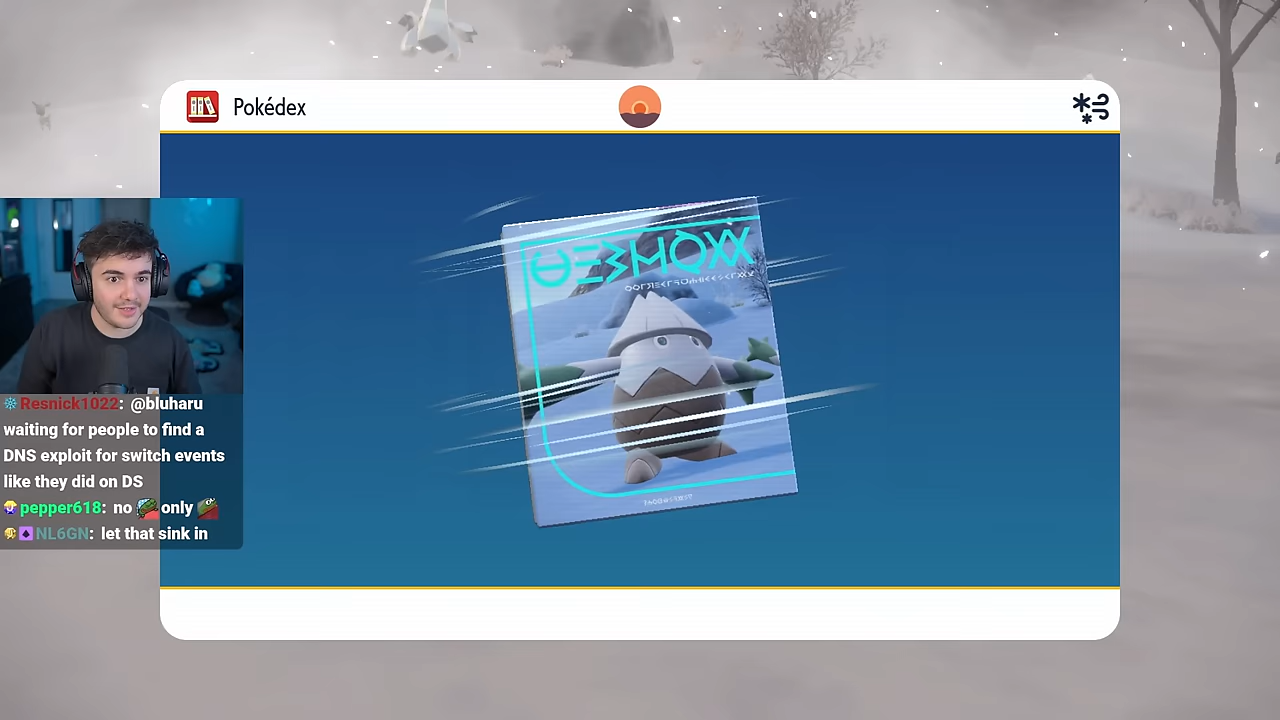 Pokédex
Resnick1022: @bluharu
waiting for people to find a
DNS exploit for switch events
like they did on DS
pepper618: no only
NL6GN: let that sink in